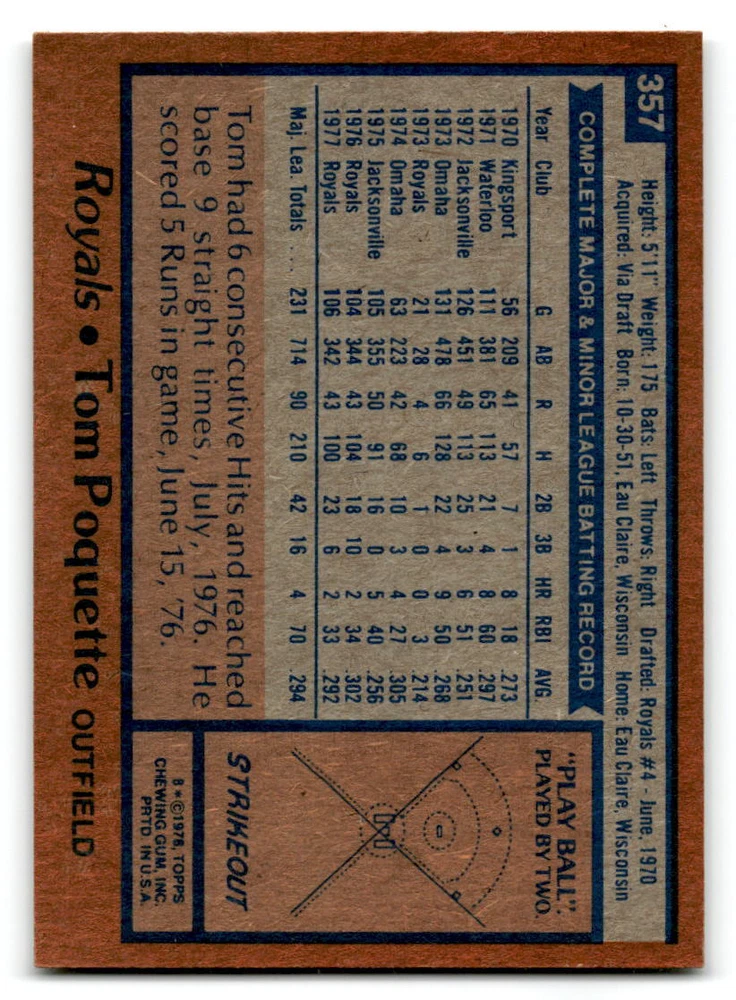 357
Height: 5'11" Weight: 175 Bats: Left Throws: Right Drafted: Royals #4 - June, 1970
Acquired: Via Draft Born: 10-30-51, Eau Claire, Wisconsin Home: Eau Claire, Wisconsin
COMPLETE MAJOR & MINOR LEAGUE BATTING RECORD
Year Club G AB R H 2B 3B HR RBI AVG
1970 Kingsport 56 209 41 57 7 1 8 18 .273
1971 Waterloo 111 381 65 113 21 4 8 60 .297
1972 Jacksonville 126 451 49 113 25 3 6 51 .251
1973 Omaha 131 478 66 128 22 4 9 50 .268
1973 Royals 21 28 4 6 1 0 0 3 .214
1974 Omaha 63 223 42 68 10 3 4 27 .305
1975 Jacksonville 105 355 50 91 16 0 5 40 .256
1976 Royals 104 344 43 104 18 10 2 34 .302
1977 Royals 106 342 43 100 23 6 2 33 .292
Maj. Lea. Totals ... 231 714 90 210 42 16 4 70 .294
Tom had 6 consecutive Hits and reached
base 9 straight times, July, 1976. He
scored 5 Runs in game, June 15, '76.
"PLAY BALL".
PLAYED BY TWO.
STRIKEOUT
B*©1978, TOPPS
CHEWING GUM, INC.
PRTD IN U.S.A.
Royals • Tom Poquette OUTFIELD